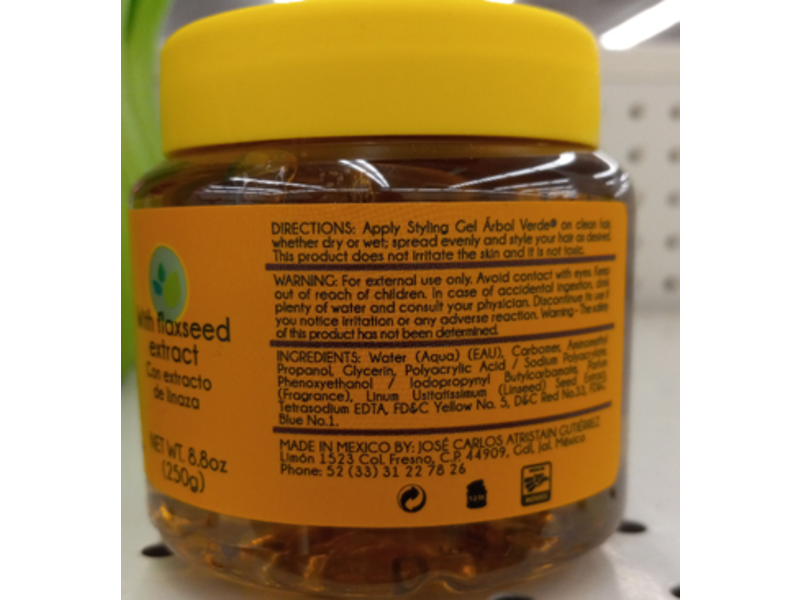 DIRECTIONS: Apply Styling Gel Árbol Verde® on clean hair
whether dry or wet; spread evenly and style your hair as desired.
This product does not irritate the skin and it is not toxic.
WARNING: For external use only. Avoid contact with eyes. Keep
out of reach of children. In case of accidental ingestion, drink
plenty of water and consult your physician. Discontinue its use if
you notice irritation or any adverse reaction. Warning- The safety
of this product has not been determined.
INGREDIENTS: Water (Aqua) (EAU), Carbomer, Aminomethyl
Propanol, Glycerin, Polyacrylic Acid / Sodium Polyacrylate,
Phenoxyethanol / Iodopropynyl Butylcarbamate, Parfum
(Fragrance), Linum Usitatissimum (Linseed) Seed Extract,
Tetrasodium EDTA, FD&C Yellow No. 5, D&C Red No.33, FD&C
Blue No.1.
MADE IN MEXICO BY: JOSÉ CARLOS ATRISTAIN GUTIÉRREZ
Limón 1523 Col. Fresno, C.P. 44909, Gdl, Jal. México
Phone: 52 (33) 31 22 78 26
With flaxseed
extract
Con extracto
de linaza
NET WT. 8.8oz
(250g)